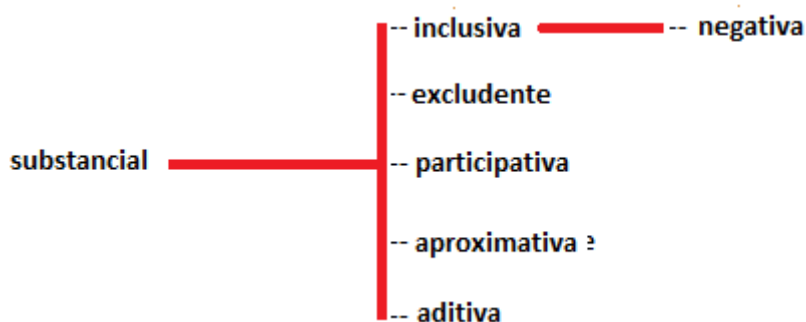 -- inclusiva -- negativa
-- excludente
substancial -- participativa
-- aproximativa e
-- aditiva